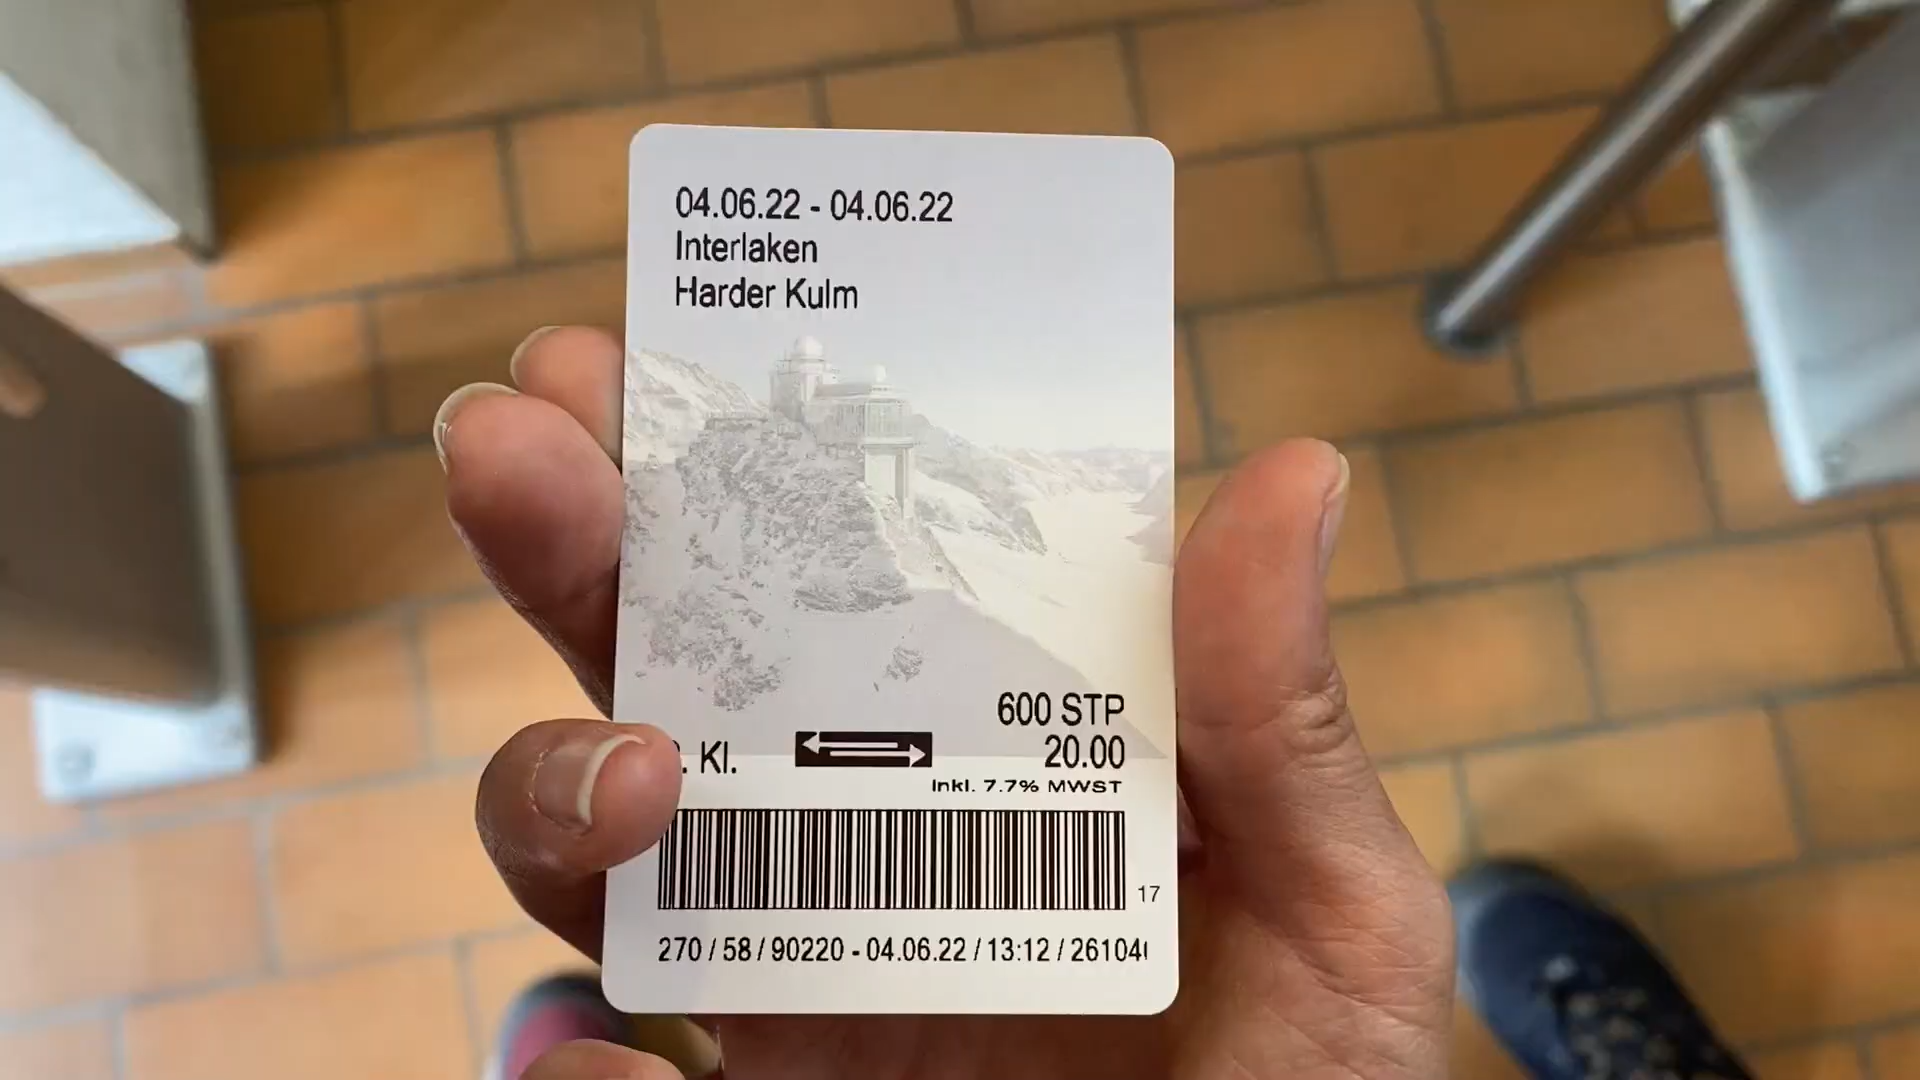 04.06.22 - 04.06.22
Interlaken
Harder Kulm
600 STP
. Kl.
20.00
Inkl. 7.7% MWST
17
270 / 58 / 90220 - 04.06.22 / 13:12 / 26104